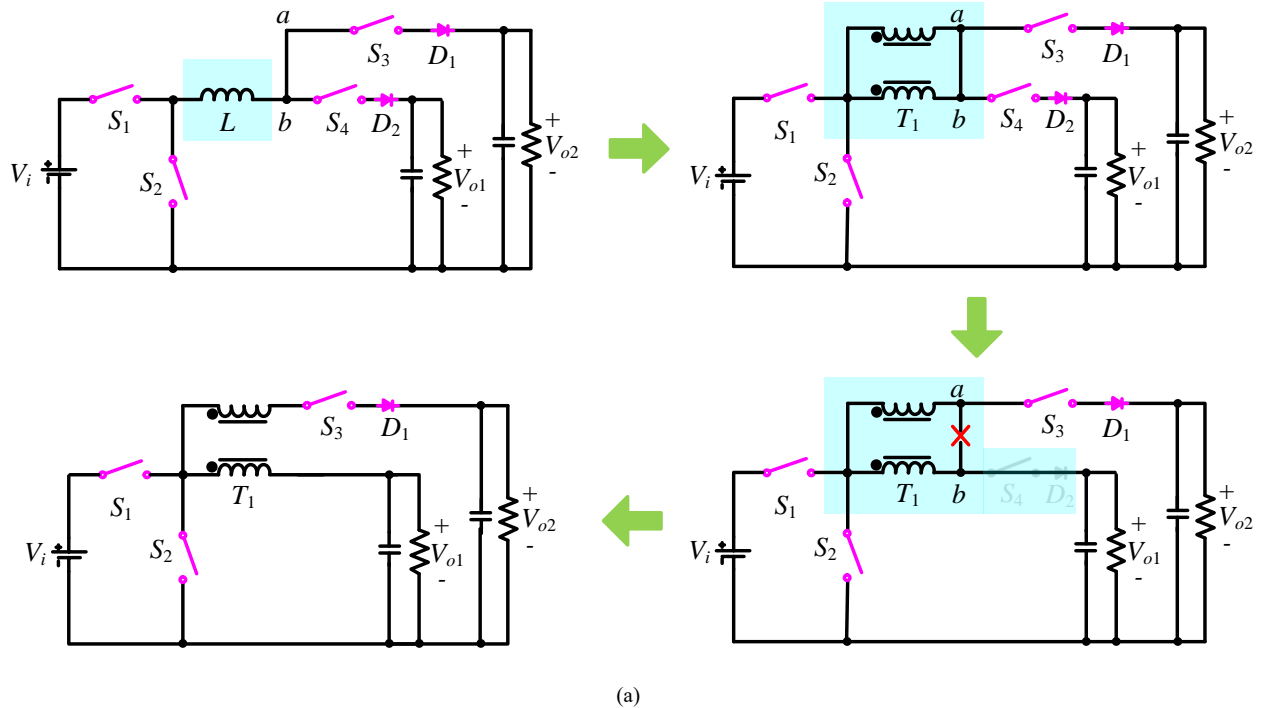 a
S3
D1
S1
L
b
S4
D2
Vi
S2
+
Vo1
-
+
Vo2
-
a
S3
D1
S1
T1
b
S4
D2
Vi
S2
+
Vo1
-
+
Vo2
-
S3
D1
S1
T1
Vi
S2
+
Vo1
-
+
Vo2
-
a
S3
D1
S1
T1
b
S4
D2
Vi
S2
+
Vo1
-
+
Vo2
-
(a)